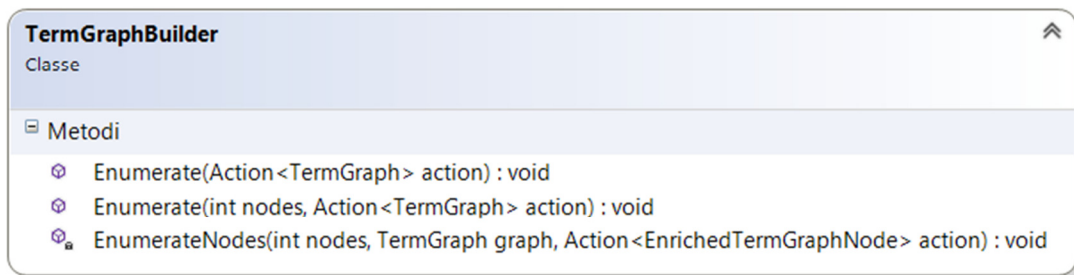 TermGraphBuilder
Classe
Metodi
Enumerate(Action<TermGraph> action) : void
Enumerate(int nodes, Action<TermGraph> action) : void
EnumerateNodes(int nodes, TermGraph graph, Action<EnrichedTermGraphNode> action) : void